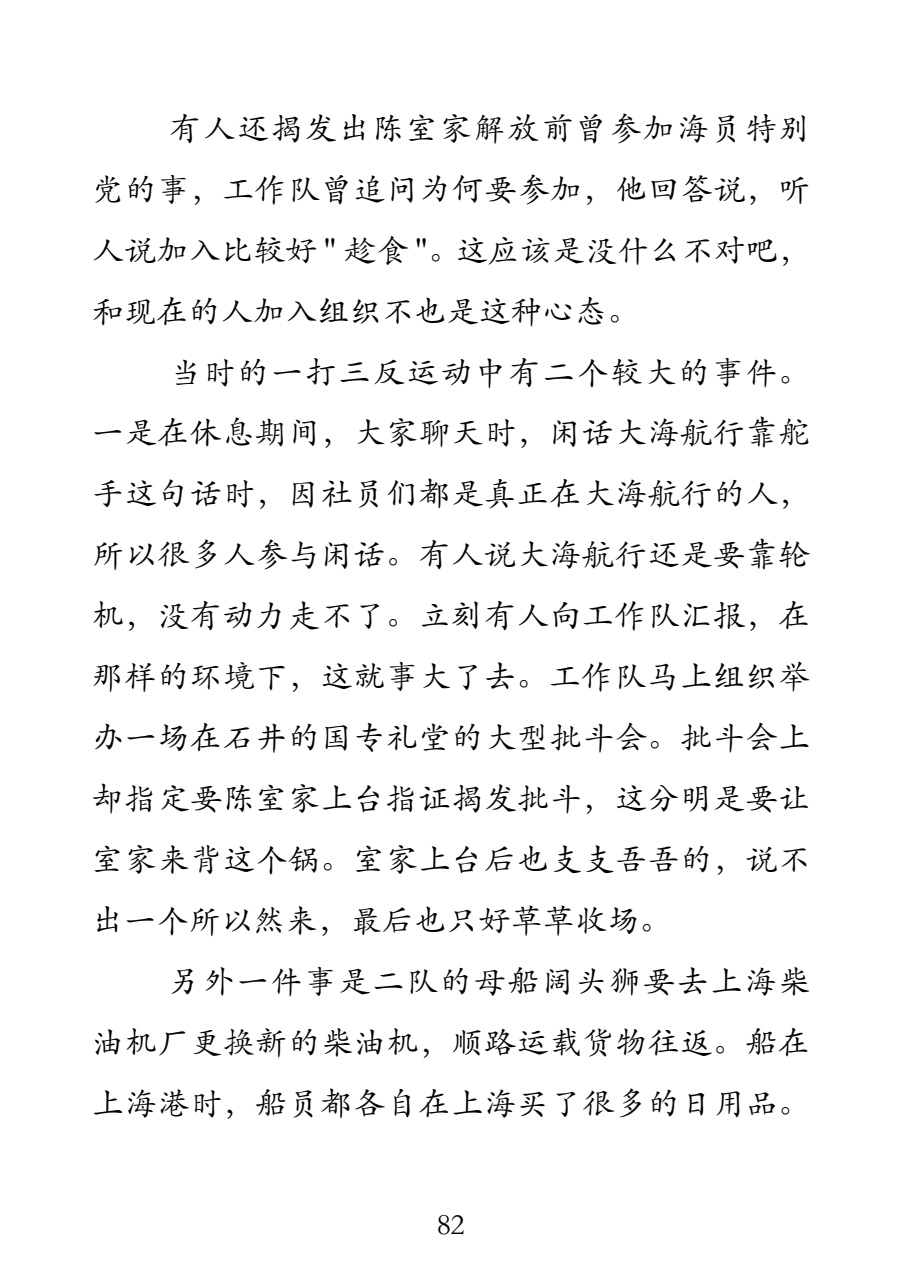 有人还揭发出陈室家解放前曾参加海员特别
党的事，工作队曾追问为何要参加，他回答说，听
人说加入比较好"趁食"。这应该是没什么不对吧，
和现在的人加入组织不也是这种心态。
当时的一打三反运动中有二个较大的事件。
一是在休息期间，大家聊天时，闲话大海航行靠舵
手这句话时，因社员们都是真正在大海航行的人，
所以很多人参与闲话。有人说大海航行还是要靠轮
机，没有动力走不了。立刻有人向工作队汇报，在
那样的环境下，这就事大了去。工作队马上组织举
办一场在石井的国专礼堂的大型批斗会。批斗会上
却指定要陈室家上台指证揭发批斗，这分明是要让
室家来背这个锅。室家上台后也支支吾吾的，说不
出一个所以然来，最后也只好草草收场。
另外一件事是二队的母船阔头狮要去上海柴
油机厂更换新的柴油机，顺路运载货物往返。船在
上海港时，船员都各自在上海买了很多的日用品。
82